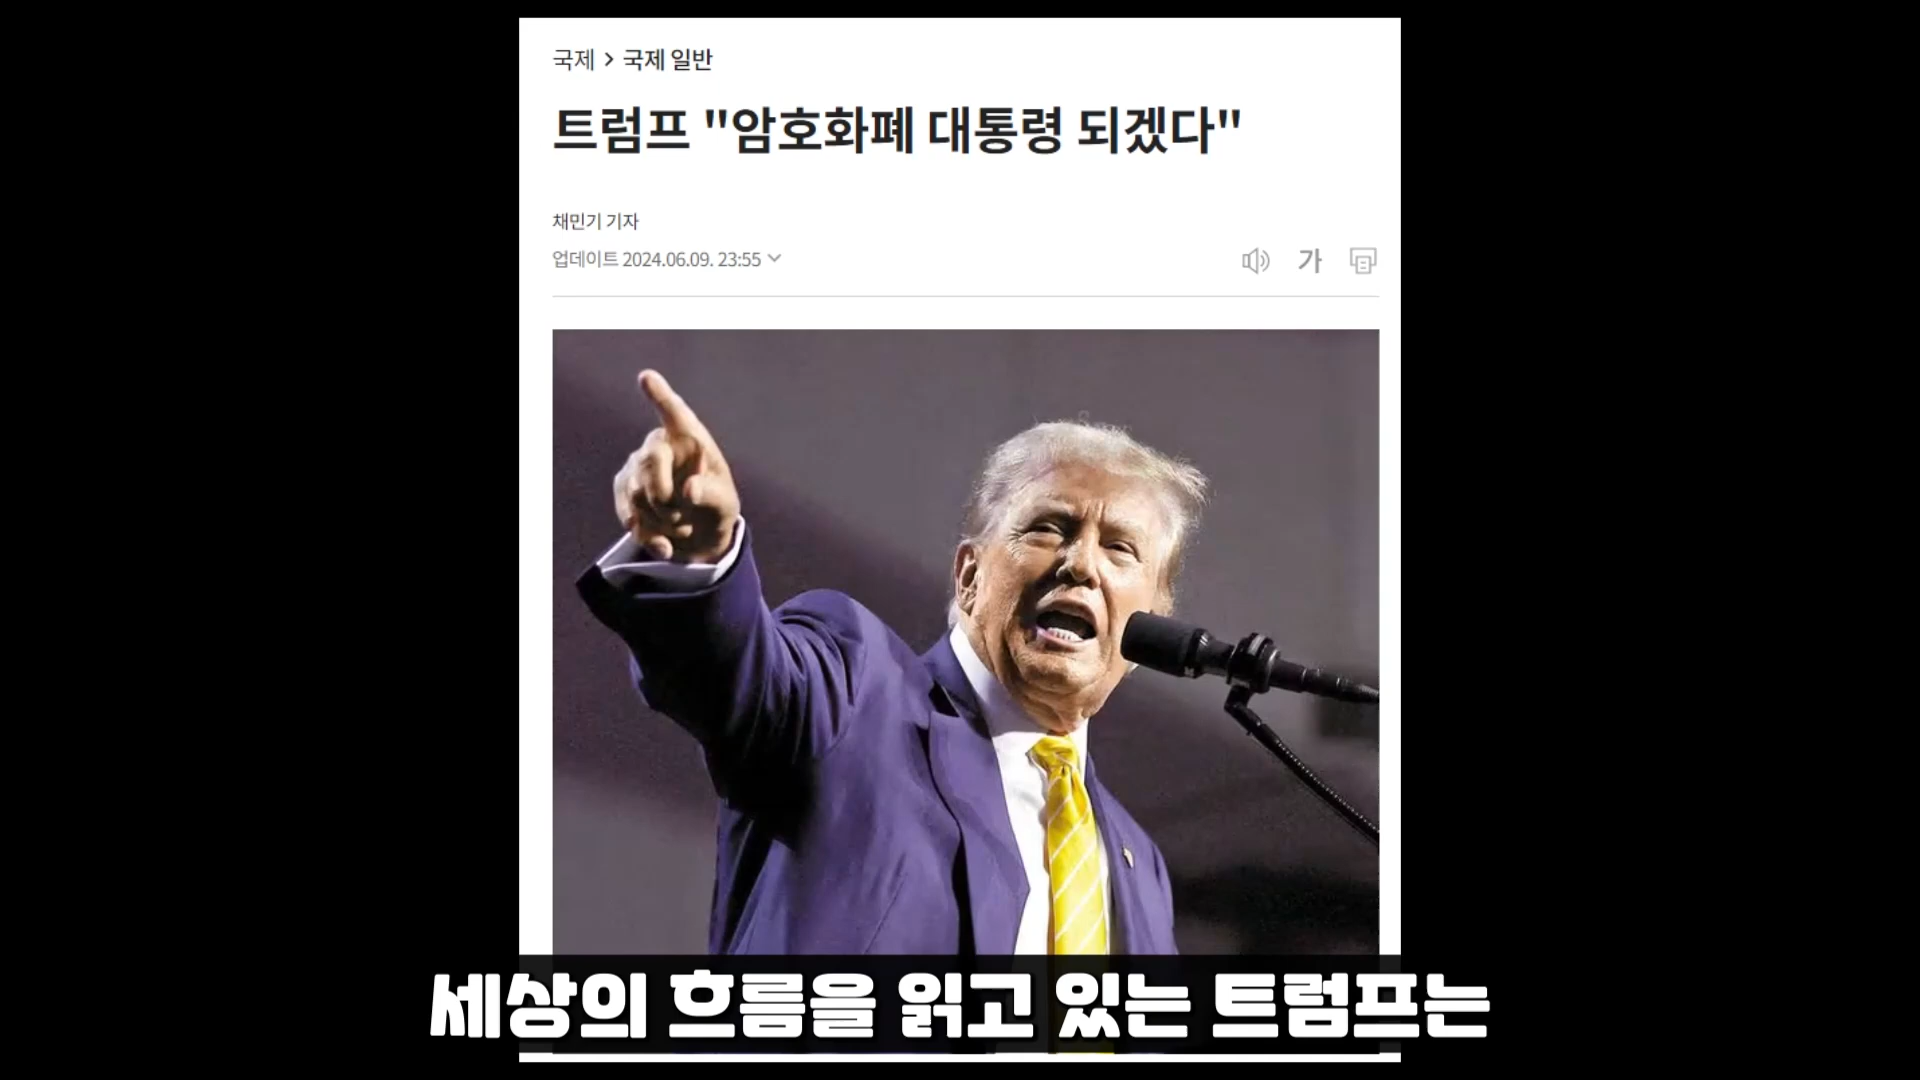 국제 > 국제 일반
트럼프 "암호화폐 대통령 되겠다"
채민기 기자
업데이트 2024.06.09. 23:55
가
세상의 흐름을 읽고 있는 트럼프는